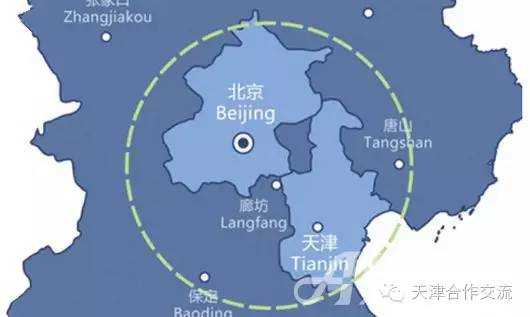 张家口
Zhangjiakou
北京
Beijing
唐山
Tangshan
廊坊
Langfang
天津
Tianjin
保定
Baoding
天津合作交流